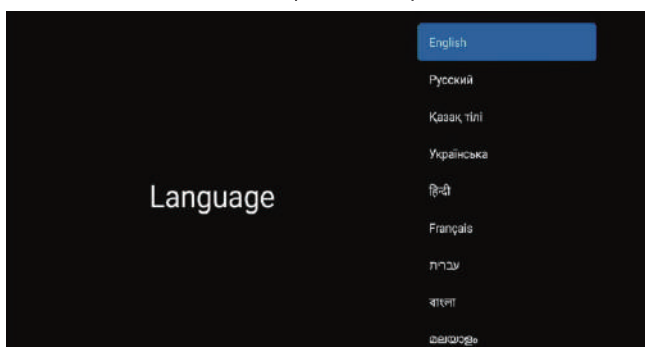 Language
English
Русский
Қазақ тілі
Українська
हिन्दी
Français
עברית
বাংলা
മലയാളം